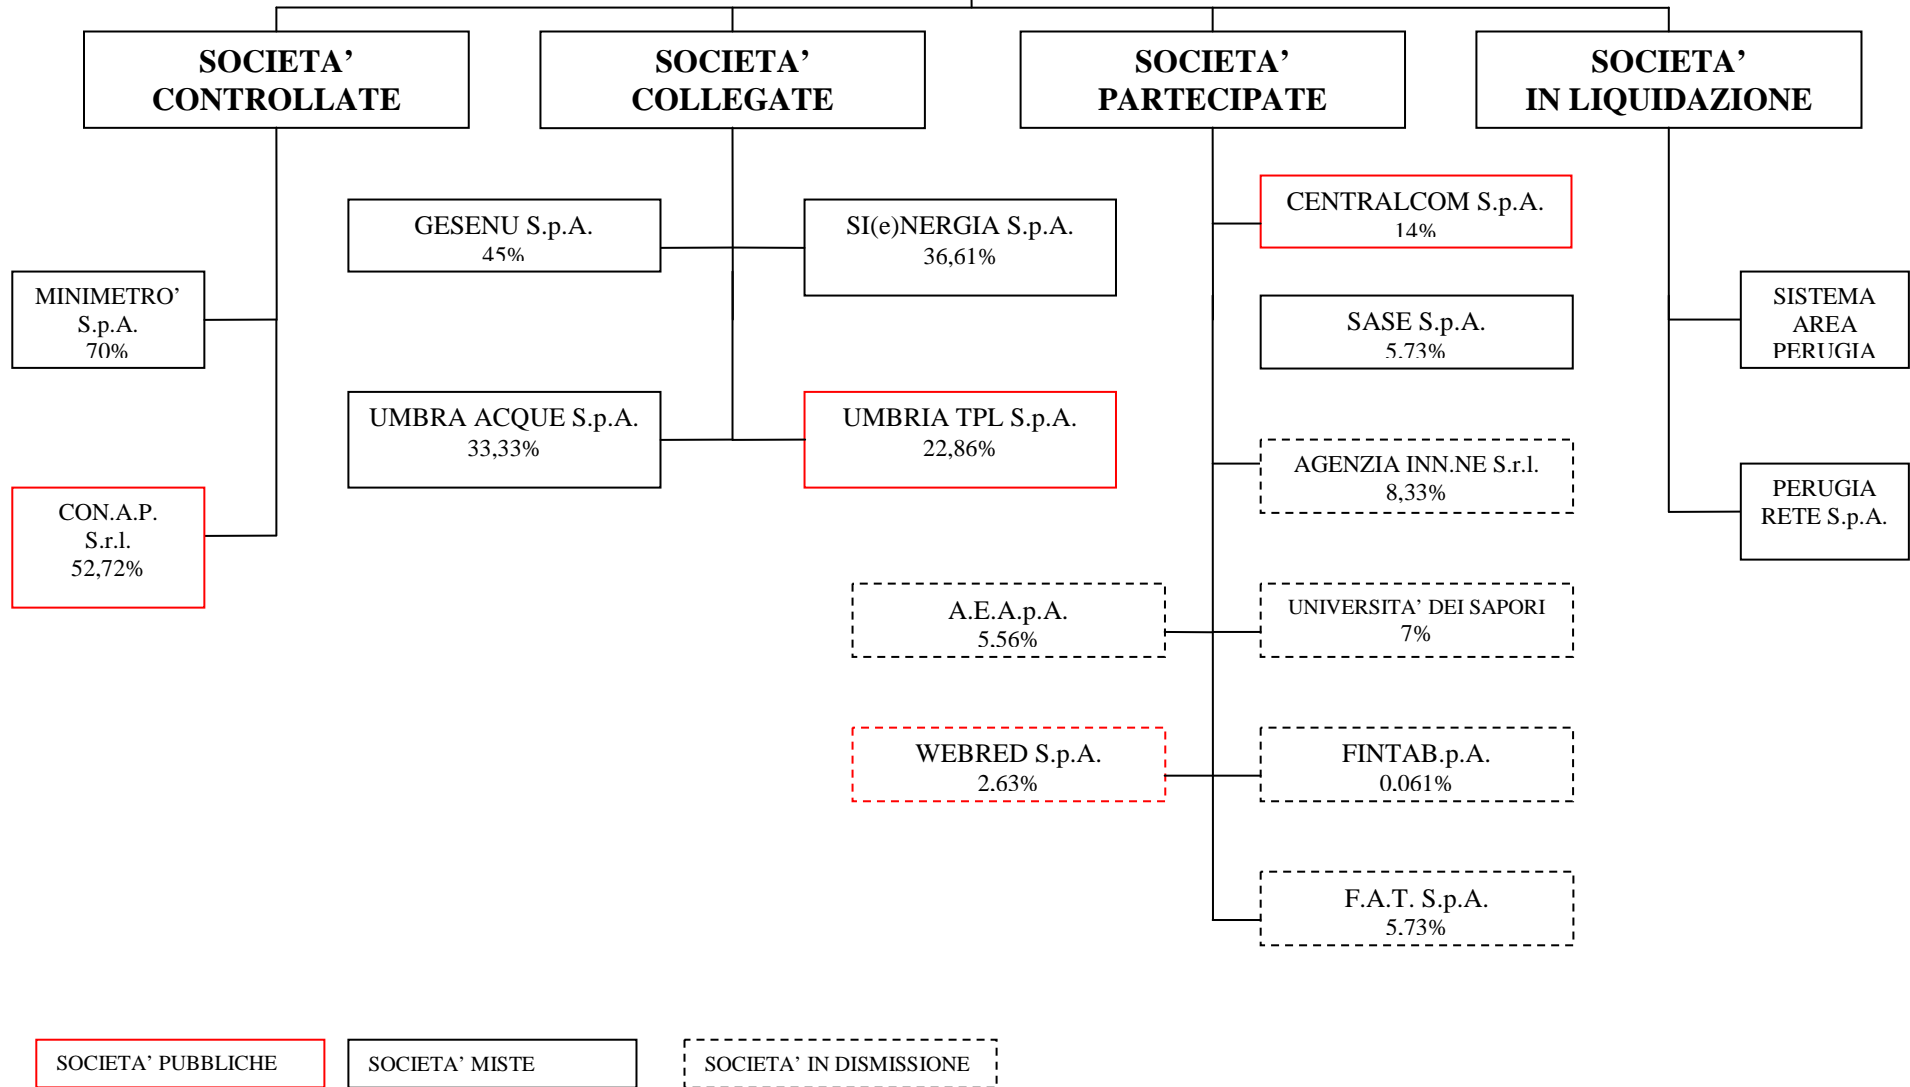 SOCIETA’
CONTROLLATE
SOCIETA’
COLLEGATE
SOCIETA’
PARTECIPATE
SOCIETA’
IN LIQUIDAZIONE
MINIMETRO’
S.p.A.
70%
CON.A.P.
S.r.l.
52,72%
GESENU S.p.A.
45%
SI(e)NERGIA S.p.A.
36,61%
UMBRA ACQUE S.p.A.
33,33%
UMBRIA TPL S.p.A.
22,86%
CENTRALCOM S.p.A.
14%
SASE S.p.A.
5,73%
AGENZIA INN.NE S.r.l.
8,33%
A.E.A.p.A.
5,56%
UNIVERSITA’ DEI SAPORI
7%
WEBRED S.p.A.
2,63%
FINTAB.p.A.
0,061%
F.A.T. S.p.A.
5,73%
SISTEMA
AREA
PERUGIA
PERUGIA
RETE S.p.A.
SOCIETA’ PUBBLICHE
SOCIETA’ MISTE
SOCIETA’ IN DISMISSIONE